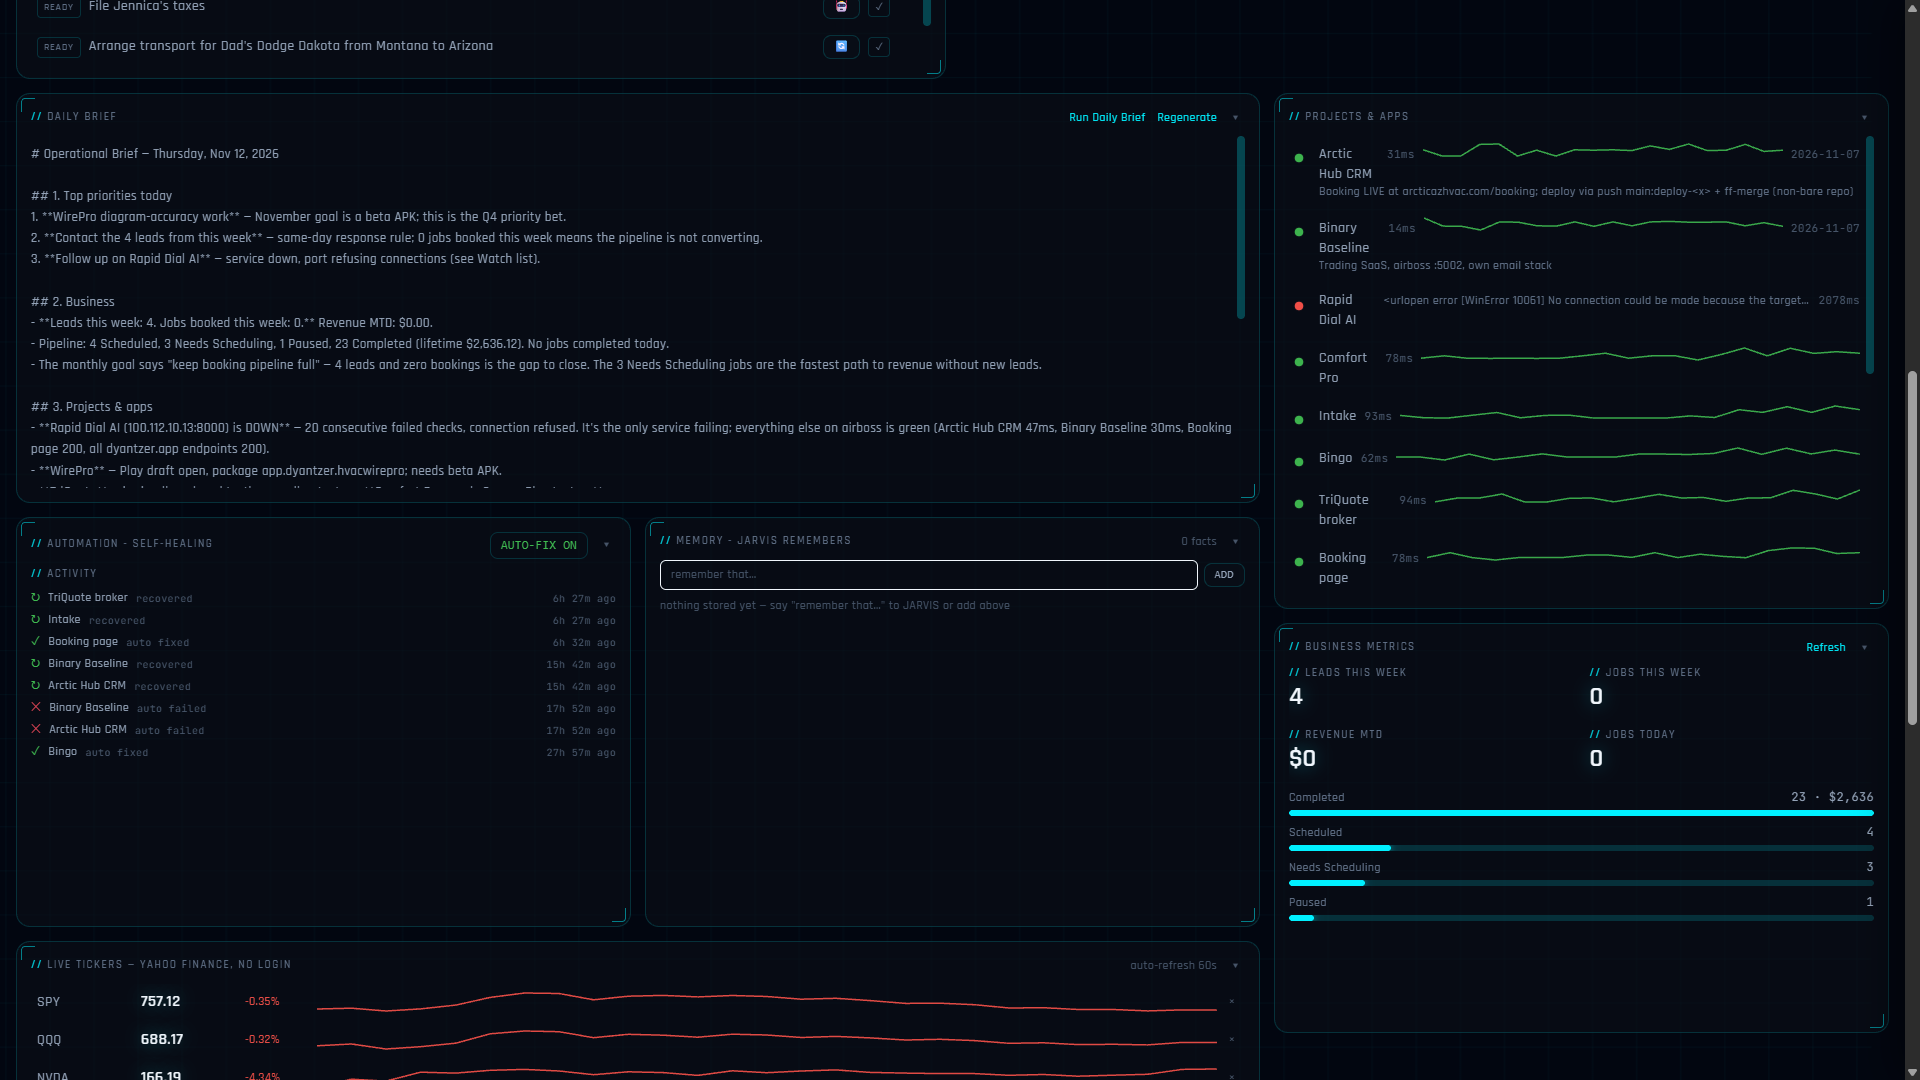 READY File Jennica's taxes ✓
READY Arrange transport for Dad's Dodge Dakota from Montana to Arizona ✓
// DAILY BRIEF Run Daily Brief Regenerate ▾
# Operational Brief — Thursday, Nov 12, 2026
## 1. Top priorities today
1. **WirePro diagram-accuracy work** — November goal is a beta APK; this is the Q4 priority bet.
2. **Contact the 4 leads from this week** — same-day response rule; 0 jobs booked this week means the pipeline is not converting.
3. **Follow up on Rapid Dial AI** — service down, port refusing connections (see Watch list).
## 2. Business
- **Leads this week: 4. Jobs booked this week: 0.** Revenue MTD: $0.00.
- Pipeline: 4 Scheduled, 3 Needs Scheduling, 1 Paused, 23 Completed (lifetime $2,636.12). No jobs completed today.
- The monthly goal says "keep booking pipeline full" — 4 leads and zero bookings is the gap to close. The 3 Needs Scheduling jobs are the fastest path to revenue without new leads.
## 3. Projects & apps
- **Rapid Dial AI (100.112.10.13:8000) is DOWN** — 20 consecutive failed checks, connection refused. It's the only service failing; everything else on airboss is green (Arctic Hub CRM 47ms, Binary Baseline 30ms, Booking
page 200, all dyantzer.app endpoints 200).
- **WirePro** — Play draft open, package app.dyantzer.hvacwirepro; needs beta APK.
// PROJECTS & APPS ▾
Arctic Hub CRM 31ms 2026-11-07
Booking LIVE at arcticazhvac.com/booking; deploy via push main:deploy-<x> + ff-merge (non-bare repo)
Binary Baseline 14ms 2026-11-07
Trading SaaS, airboss :5002, own email stack
Rapid Dial AI <urlopen error [WinError 10061] No connection could be made because the target… 2078ms
Comfort Pro 78ms
Intake 93ms
Bingo 62ms
TriQuote broker 94ms
Booking page 78ms
// AUTOMATION - SELF-HEALING AUTO-FIX ON ▾
// ACTIVITY
↻ TriQuote broker recovered 6h 27m ago
↻ Intake recovered 6h 27m ago
✓ Booking page auto fixed 6h 32m ago
↻ Binary Baseline recovered 15h 42m ago
↻ Arctic Hub CRM recovered 15h 42m ago
✕ Binary Baseline auto failed 17h 52m ago
✕ Arctic Hub CRM auto failed 17h 52m ago
✓ Bingo auto fixed 27h 57m ago
// MEMORY - JARVIS REMEMBERS 0 facts ▾
remember that… ADD
nothing stored yet — say "remember that…" to JARVIS or add above
// BUSINESS METRICS Refresh ▾
// LEADS THIS WEEK // JOBS THIS WEEK
4 0
// REVENUE MTD // JOBS TODAY
$0 0
Completed 23 · $2,636
Scheduled 4
Needs Scheduling 3
Paused 1
// LIVE TICKERS — YAHOO FINANCE, NO LOGIN auto-refresh 60s ▾
SPY 757.12 -0.35% ×
QQQ 688.17 -0.32% ×
NVDA 166.19 -4.34% ×